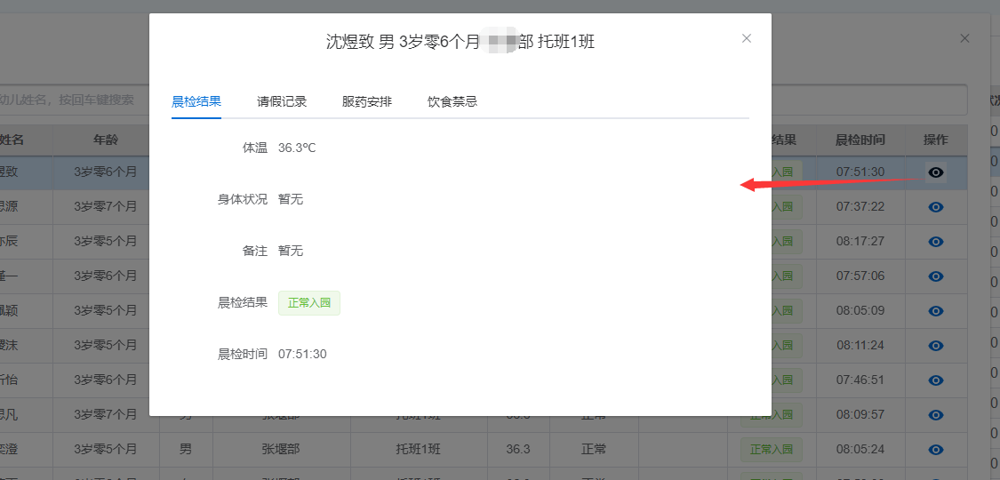 沈煜致 男 3岁零6个月 部 托班1班
幼儿姓名，按回车键搜索
晨检结果 请假记录 服药安排 饮食禁忌
姓名 年龄 结果 晨检时间 操作
体温 36.3℃
煜致 3岁零6个月 入园 07:51:30
身体状况 暂无
思源 3岁零7个月 入园 07:37:22
亦辰 3岁零5个月 入园 08:17:27
备注 暂无
一 3岁零6个月 入园 07:57:06
晨检结果 正常入园
颖 3岁零5个月 入园 08:05:09
沫 3岁零5个月 入园 08:11:24
晨检时间 07:51:30
怡 3岁零6个月 入园 07:46:51
思凡 3岁零7个月 男 张堰部 托班1班 36.3 正常 正常入园 08:09:57
奕澄 3岁零5个月 男 张堰部 托班1班 36.3 正常 正常入园 08:05:24